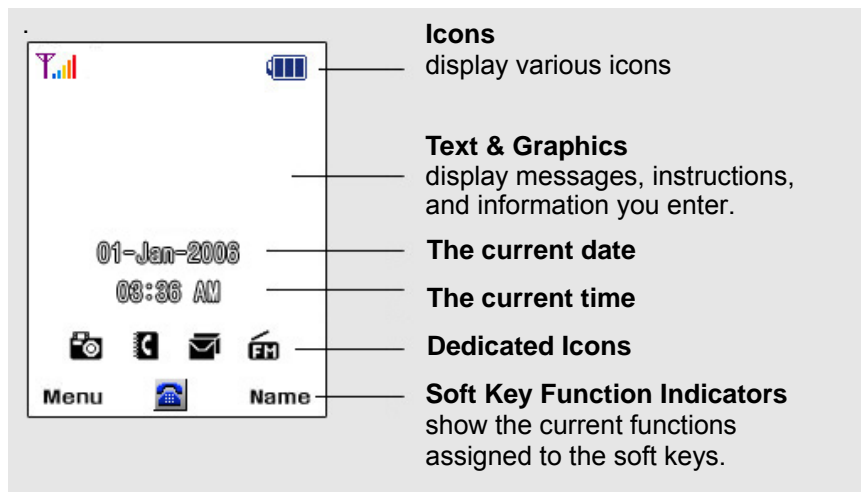 .
Icons
display various icons
Text & Graphics
display messages, instructions,
and information you enter.
01-Jan-2006
The current date
03:36 AM
The current time
FM
Dedicated Icons
Menu
Name
Soft Key Function Indicators
show the current functions
assigned to the soft keys.